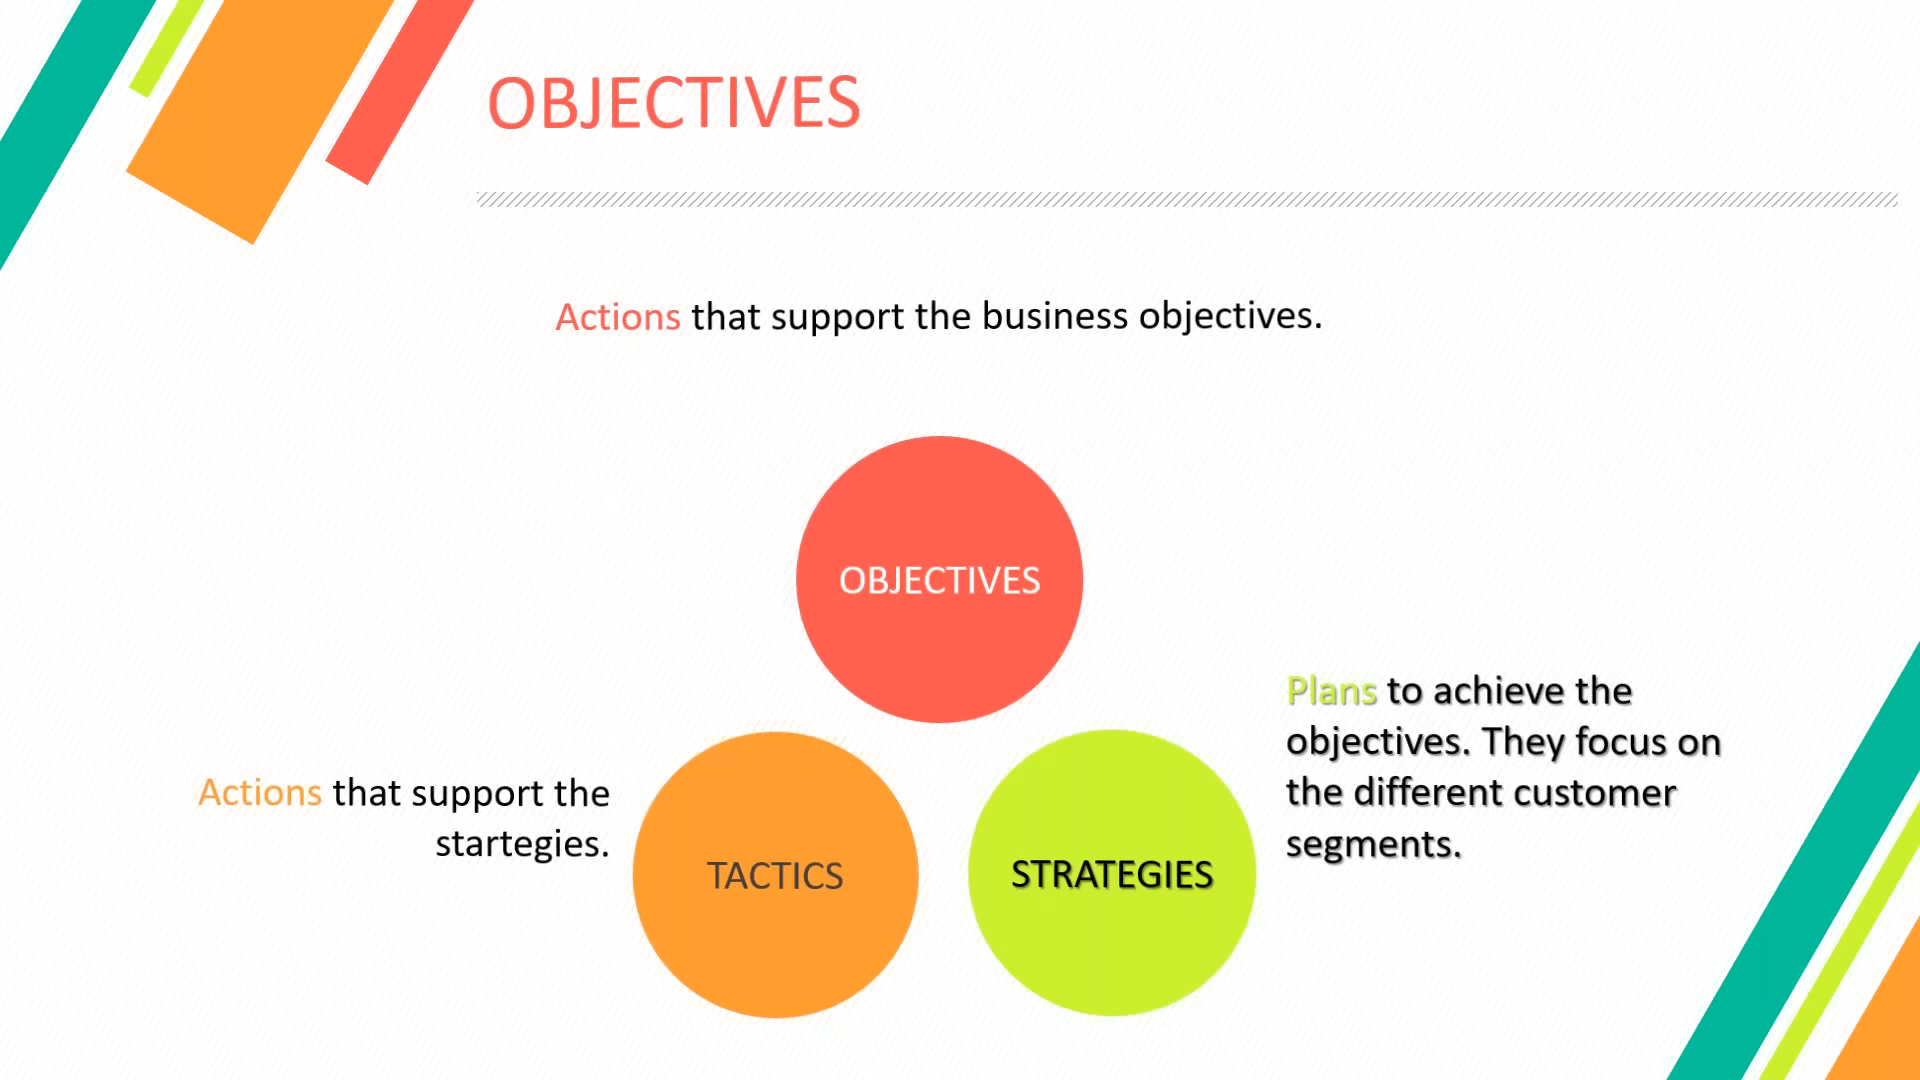 OBJECTIVES
Actions that support the business objectives.
OBJECTIVES
Plans to achieve the
objectives. They focus on
the different customer
segments.
Actions that support the
startegies.
TACTICS
STRATEGIES